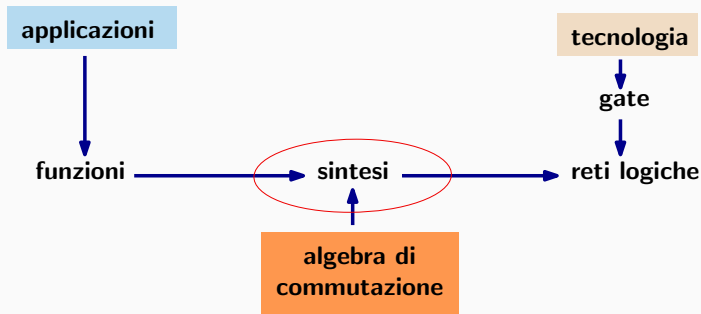 applicazioni
tecnologia
gate
funzioni
sintesi
reti logiche
algebra di
commutazione